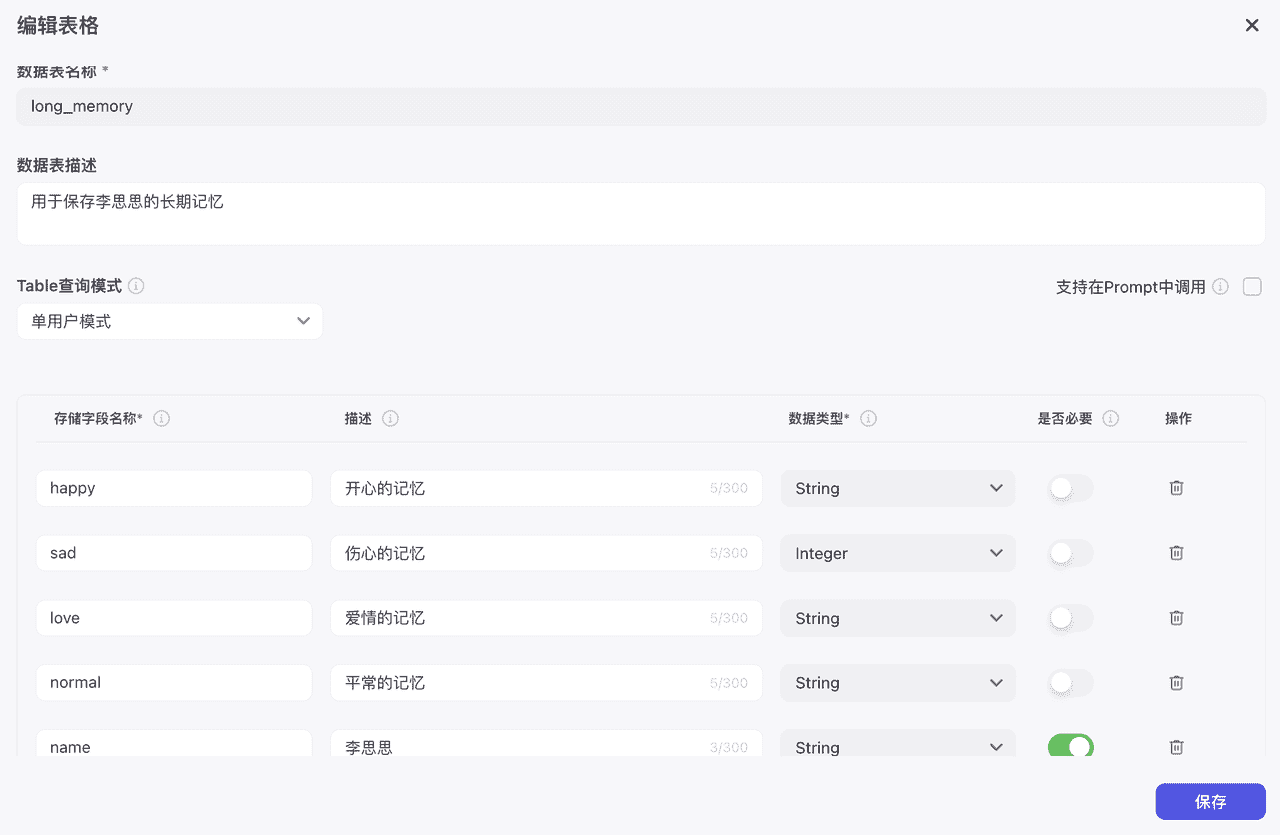 编辑表格
数据表名称 *
long_memory
数据表描述
用于保存李思思的长期记忆
Table查询模式 支持在Prompt中调用
单用户模式
存储字段名称* 描述 数据类型* 是否必要 操作
happy 开心的记忆 5/300 String
sad 伤心的记忆 5/300 Integer
love 爱情的记忆 5/300 String
normal 平常的记忆 5/300 String
name 李思思 3/300 String
保存